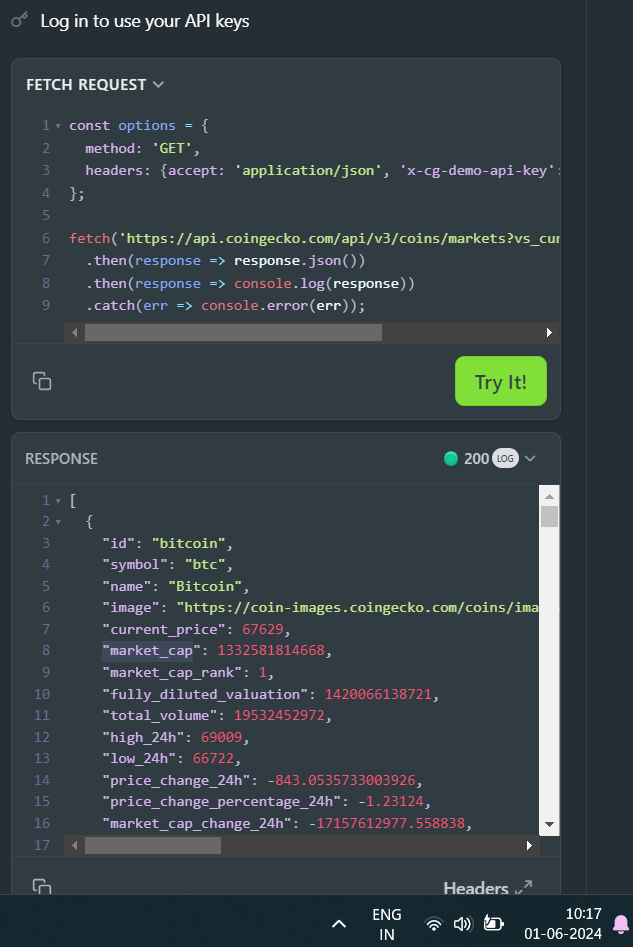 Log in to use your API keys
FETCH REQUEST
1 const options = {
2 method: 'GET',
3 headers: {accept: 'application/json', 'x-cg-demo-api-key':
4 };
5
6 fetch('https://api.coingecko.com/api/v3/coins/markets?vs_cur
7 .then(response => response.json())
8 .then(response => console.log(response))
9 .catch(err => console.error(err));
Try It!
RESPONSE 200 LOG
1 [
2 {
3 "id": "bitcoin",
4 "symbol": "btc",
5 "name": "Bitcoin",
6 "image": "https://coin-images.coingecko.com/coins/ima
7 "current_price": 67629,
8 "market_cap": 1332581814668,
9 "market_cap_rank": 1,
10 "fully_diluted_valuation": 1420066138721,
11 "total_volume": 19532452972,
12 "high_24h": 69009,
13 "low_24h": 66722,
14 "price_change_24h": -843.0535733003926,
15 "price_change_percentage_24h": -1.23124,
16 "market_cap_change_24h": -17157612977.558838,
17
Headers
ENG
IN
10:17
01-06-2024